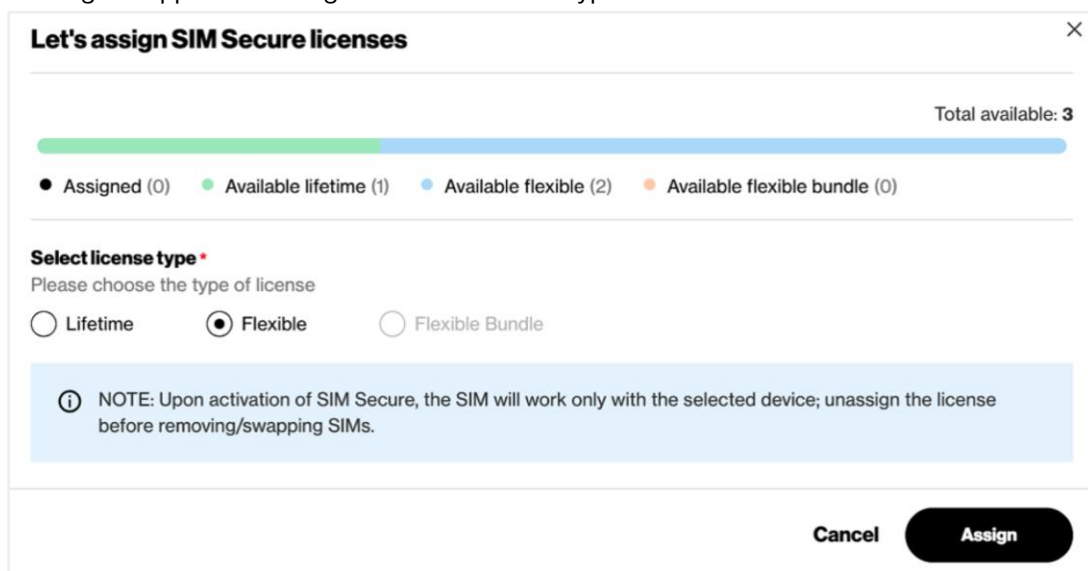 Let's assign SIM Secure licenses
Total available: 3
Assigned (0) Available lifetime (1) Available flexible (2) Available flexible bundle (0)
Select license type *
Please choose the type of license
Lifetime Flexible Flexible Bundle
NOTE: Upon activation of SIM Secure, the SIM will work only with the selected device; unassign the license
before removing/swapping SIMs.
Cancel Assign